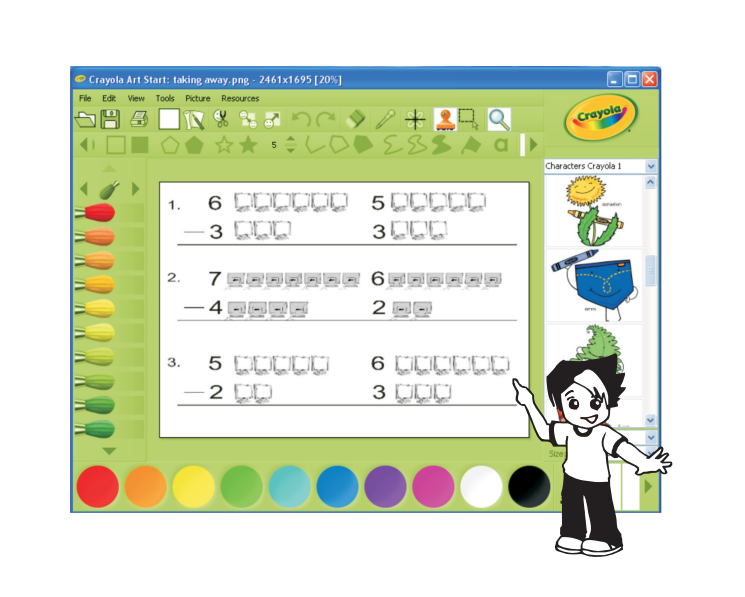 Crayola Art Start: taking away.png - 2461x1695 [20%]
File Edit View Tools Picture Resources
Crayola
5
a
Characters Crayola 1
1. 6 5
— 3 3
2. 7 6
— 4 2
3. 5 6
— 2 3
Size